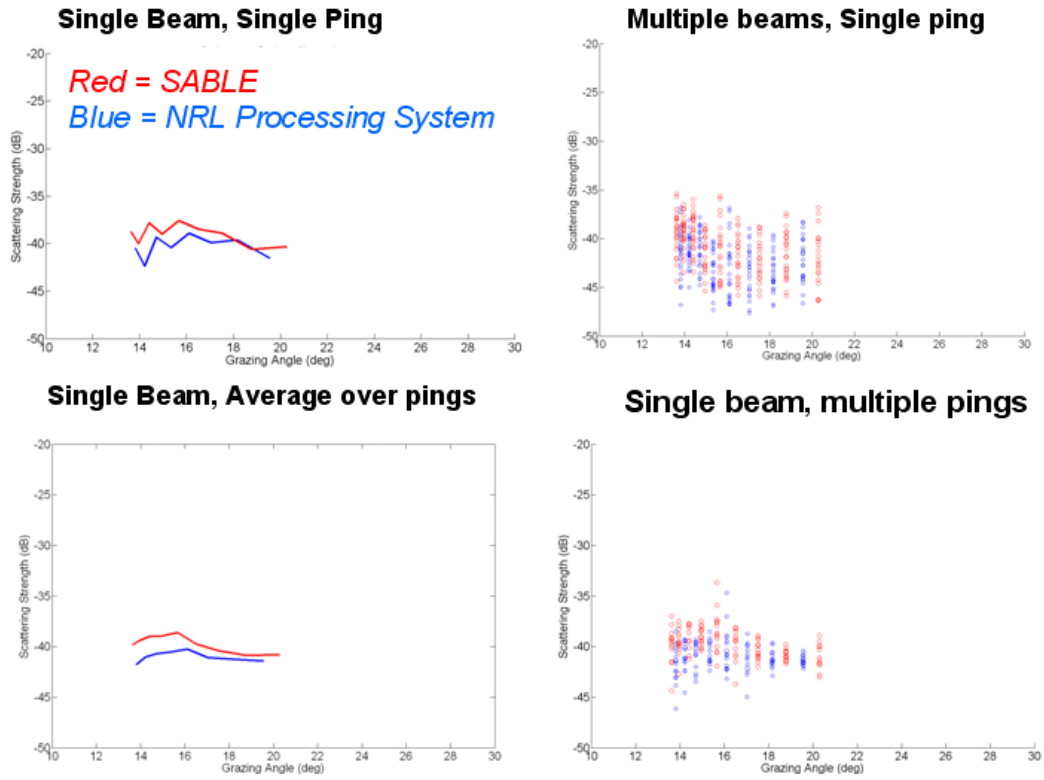 Single Beam, Single Ping
Red = SABLE
Blue = NRL Processing System
Scattering Strength (dB)
-20
-25
-30
-35
-40
-45
-50
10 12 14 16 18 20 22 24 26 28 30
Grazing Angle (deg)
Multiple beams, Single ping
Scattering Strength (dB)
-20
-25
-30
-35
-40
-45
-50
10 12 14 16 18 20 22 24 26 28 30
Grazing Angle (deg)
Single Beam, Average over pings
Scattering Strength (dB)
-20
-25
-30
-35
-40
-45
-50
10 12 14 16 18 20 22 24 26 28 30
Grazing Angle (deg)
Single beam, multiple pings
Scattering Strength (dB)
-20
-25
-30
-35
-40
-45
-50
10 12 14 16 18 20 22 24 26 28 30
Grazing Angle (deg)